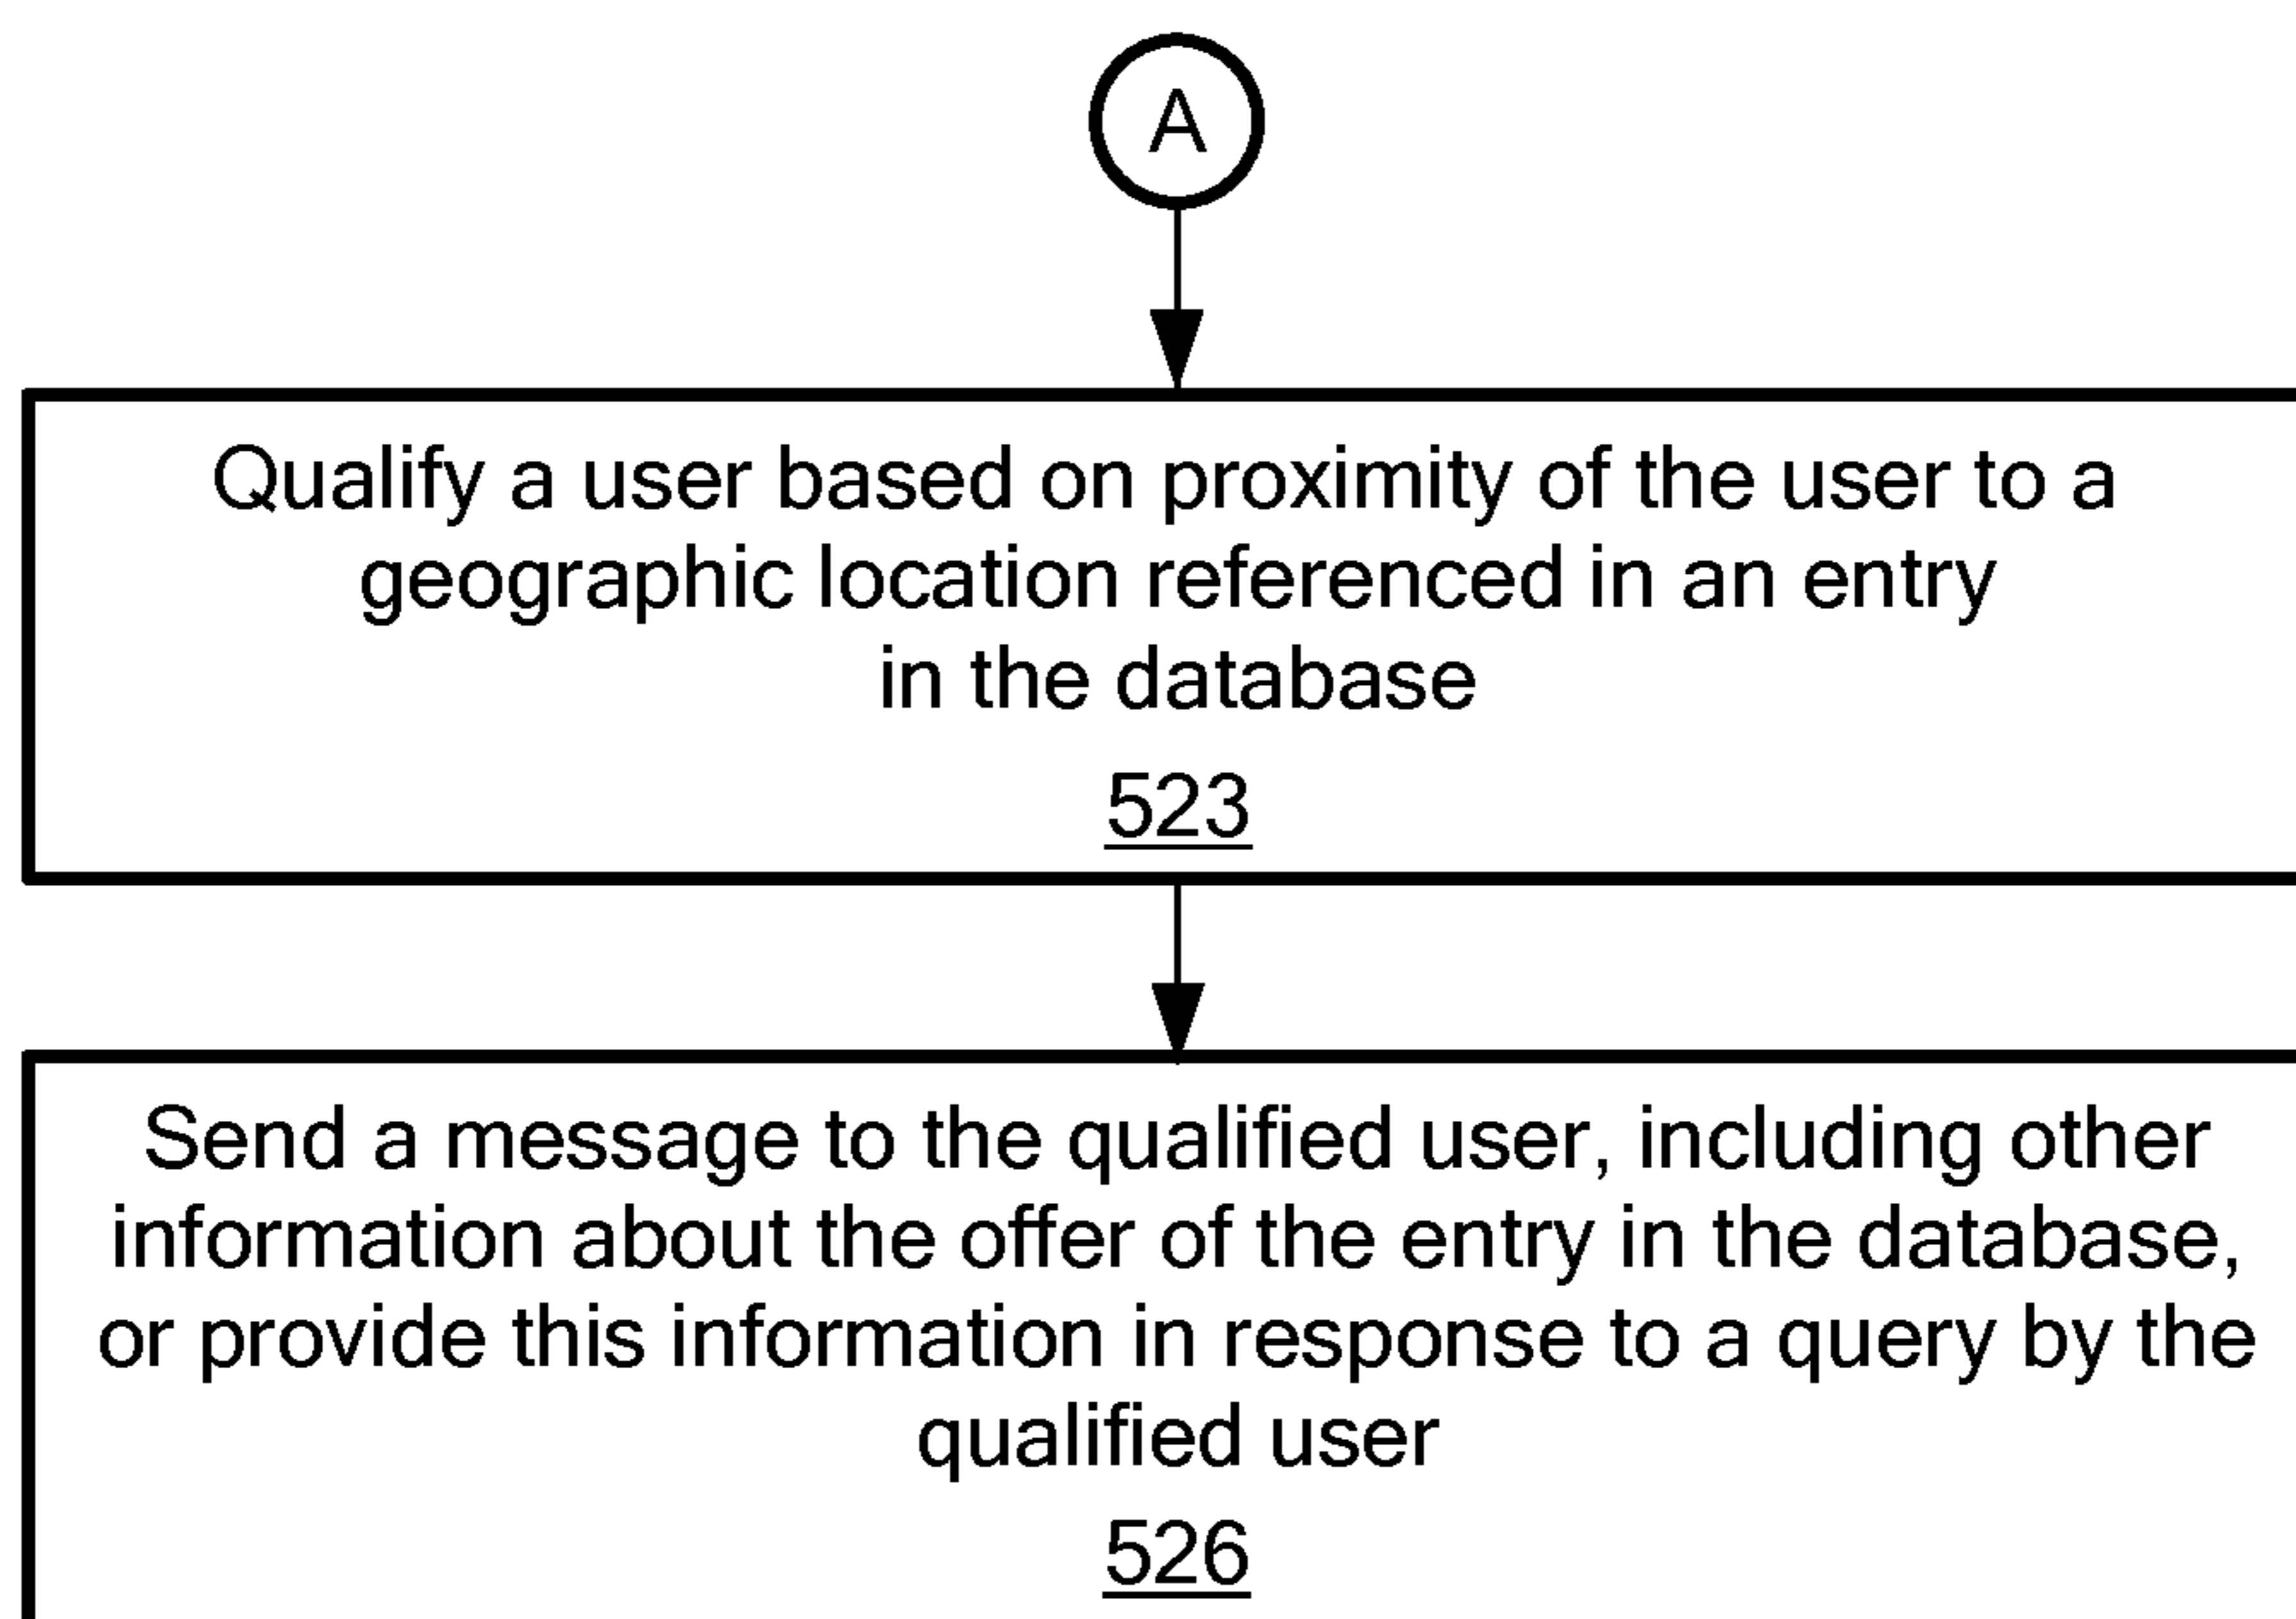 A
Qualify a user based on proximity of the user to a
geographic location referenced in an entry
in the database
523
Send a message to the qualified user, including other
information about the offer of the entry in the database,
or provide this information in response to a query by the
qualified user
526